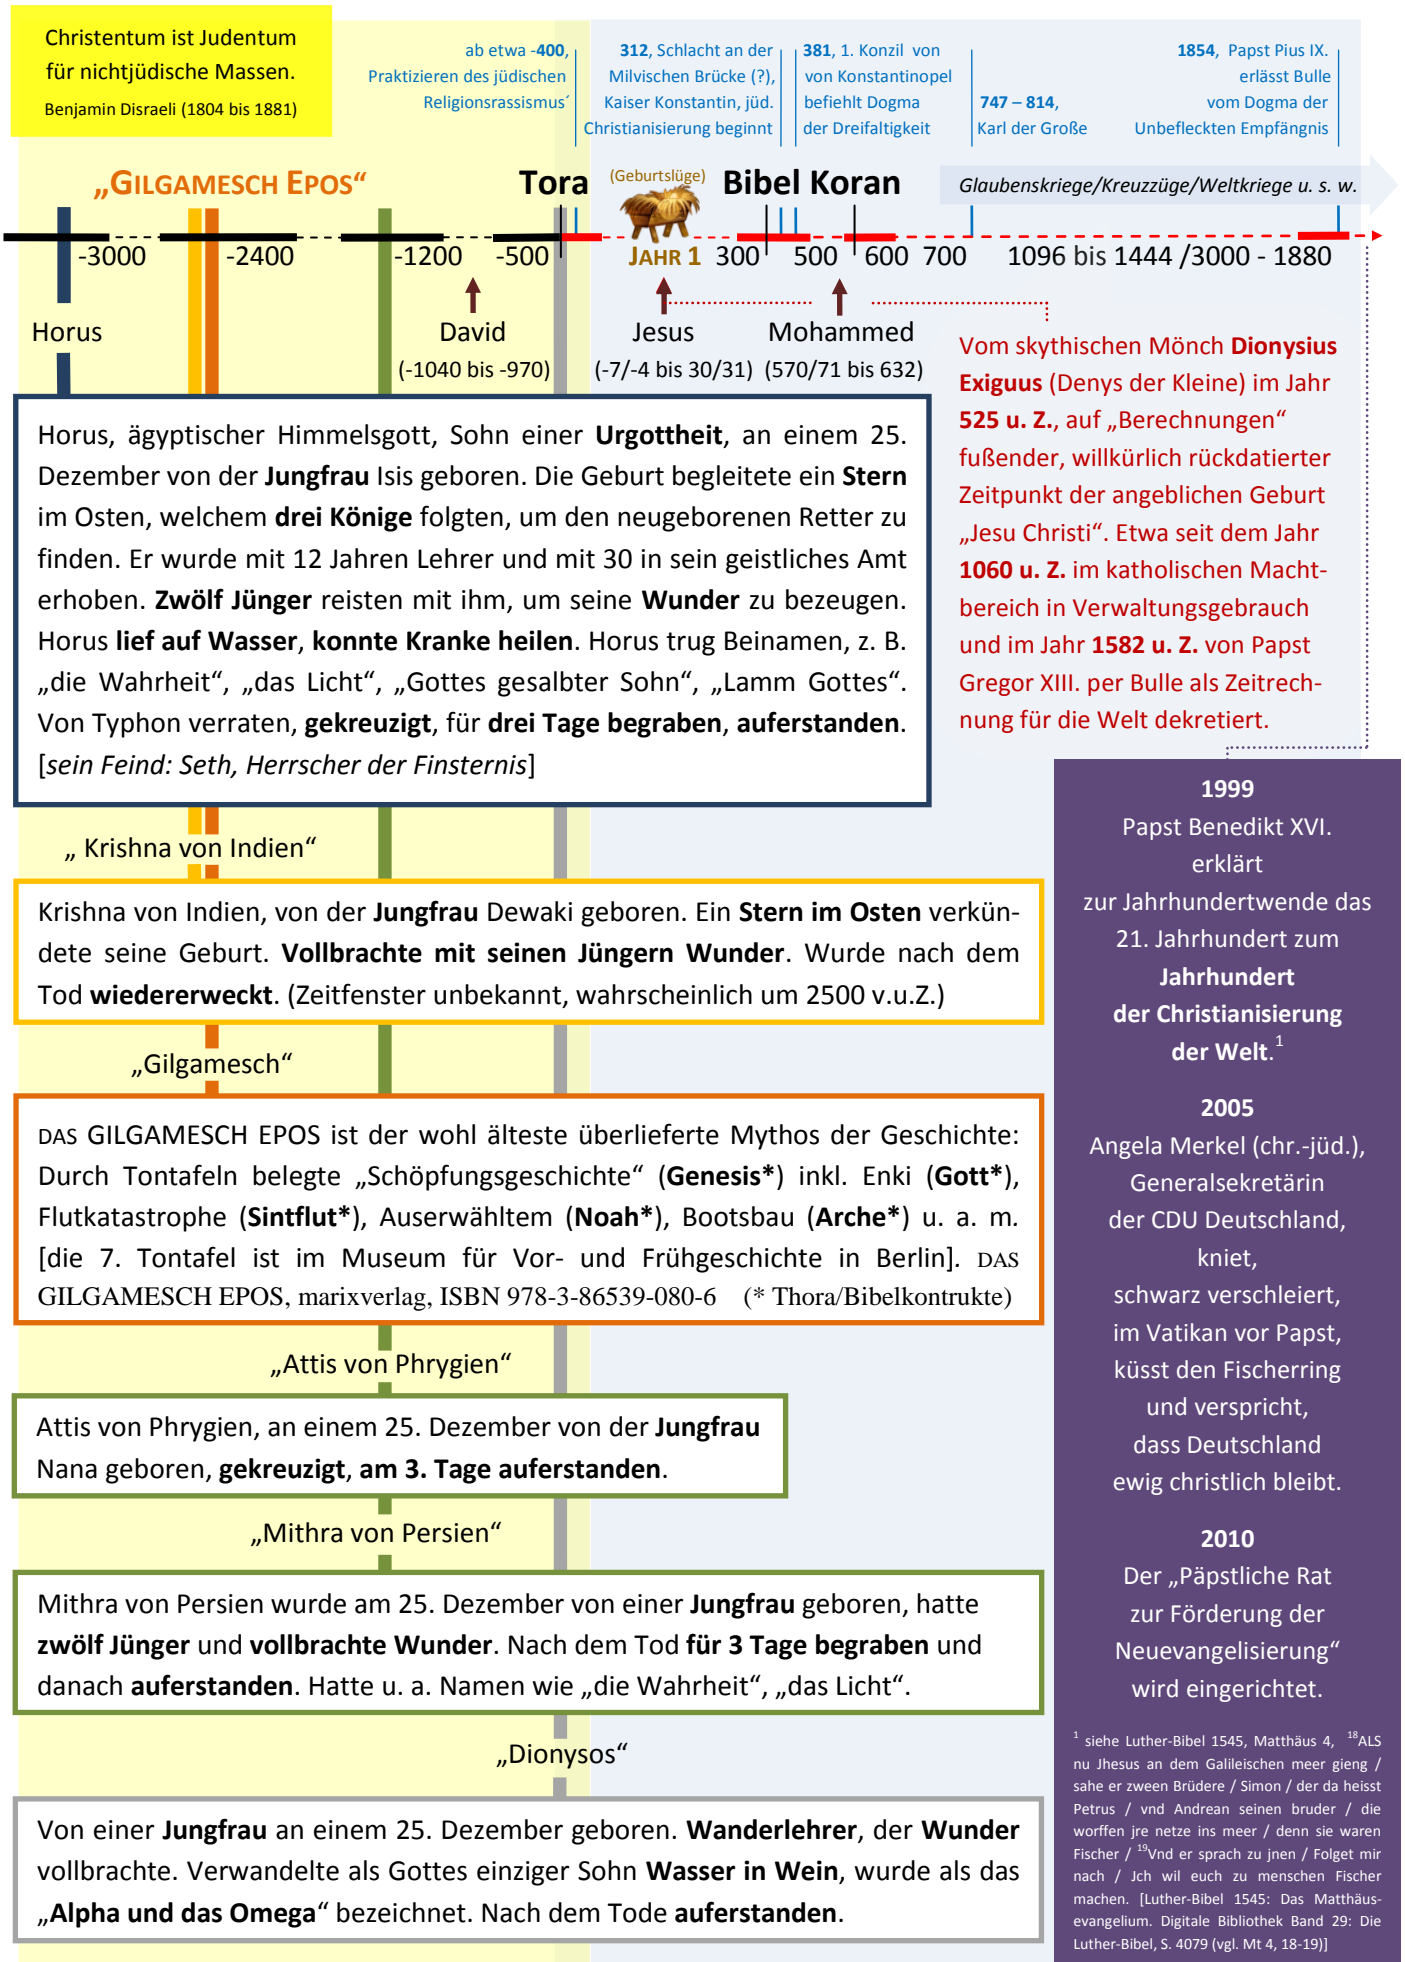 Christentum ist Judentum
für nichtjüdische Massen.
Benjamin Disraeli (1804 bis 1881)
ab etwa -400,
Praktizieren des jüdischen
Religionsrassismus´
312, Schlacht an der
Milvischen Brücke (?),
Kaiser Konstantin, jüd.
Christianisierung beginnt
381, 1. Konzil von
von Konstantinopel
befiehlt Dogma
der Dreifaltigkeit
747 – 814,
Karl der Große
1854, Papst Pius IX.
erlässt Bulle
vom Dogma der
Unbefleckten Empfängnis
„GILGAMESCH EPOS“
Tora
(Geburtslüge)
Bibel Koran
Glaubenskriege/Kreuzzüge/Weltkriege u. s. w.
-3000 -2400 -1200 -500 JAHR 1 300 500 600 700 1096 bis 1444 /3000 - 1880
Horus
David
(-1040 bis -970)
Jesus
(-7/-4 bis 30/31)
Mohammed
(570/71 bis 632)
Vom skythischen Mönch Dionysius
Exiguus (Denys der Kleine) im Jahr
525 u. Z., auf „Berechnungen“
fußender, willkürlich rückdatierter
Zeitpunkt der angeblichen Geburt
„Jesu Christi“. Etwa seit dem Jahr
1060 u. Z. im katholischen Macht-
bereich in Verwaltungsgebrauch
und im Jahr 1582 u. Z. von Papst
Gregor XIII. per Bulle als Zeitrech-
nung für die Welt dekretiert.
Horus, ägyptischer Himmelsgott, Sohn einer Urgottheit, an einem 25.
Dezember von der Jungfrau Isis geboren. Die Geburt begleitete ein Stern
im Osten, welchem drei Könige folgten, um den neugeborenen Retter zu
finden. Er wurde mit 12 Jahren Lehrer und mit 30 in sein geistliches Amt
erhoben. Zwölf Jünger reisten mit ihm, um seine Wunder zu bezeugen.
Horus lief auf Wasser, konnte Kranke heilen. Horus trug Beinamen, z. B.
„die Wahrheit“, „das Licht“, „Gottes gesalbter Sohn“, „Lamm Gottes“.
Von Typhon verraten, gekreuzigt, für drei Tage begraben, auferstanden.
[sein Feind: Seth, Herrscher der Finsternis]
„ Krishna von Indien“
Krishna von Indien, von der Jungfrau Dewaki geboren. Ein Stern im Osten verkün-
dete seine Geburt. Vollbrachte mit seinen Jüngern Wunder. Wurde nach dem
Tod wiedererweckt. (Zeitfenster unbekannt, wahrscheinlich um 2500 v.u.Z.)
„Gilgamesch“
DAS GILGAMESCH EPOS ist der wohl älteste überlieferte Mythos der Geschichte:
Durch Tontafeln belegte „Schöpfungsgeschichte“ (Genesis*) inkl. Enki (Gott*),
Flutkatastrophe (Sintflut*), Auserwähltem (Noah*), Bootsbau (Arche*) u. a. m.
[die 7. Tontafel ist im Museum für Vor- und Frühgeschichte in Berlin]. DAS
GILGAMESCH EPOS, marixverlag, ISBN 978-3-86539-080-6 (* Thora/Bibelkontrukte)
„Attis von Phrygien“
Attis von Phrygien, an einem 25. Dezember von der Jungfrau
Nana geboren, gekreuzigt, am 3. Tage auferstanden.
„Mithra von Persien“
Mithra von Persien wurde am 25. Dezember von einer Jungfrau geboren, hatte
zwölf Jünger und vollbrachte Wunder. Nach dem Tod für 3 Tage begraben und
danach auferstanden. Hatte u. a. Namen wie „die Wahrheit“, „das Licht“.
„Dionysos“
Von einer Jungfrau an einem 25. Dezember geboren. Wanderlehrer, der Wunder
vollbrachte. Verwandelte als Gottes einziger Sohn Wasser in Wein, wurde als das
„Alpha und das Omega“ bezeichnet. Nach dem Tode auferstanden.
1999
Papst Benedikt XVI.
erklärt
zur Jahrhundertwende das
21. Jahrhundert zum
Jahrhundert
der Christianisierung
der Welt.1
2005
Angela Merkel (chr.-jüd.),
Generalsekretärin
der CDU Deutschland,
kniet,
schwarz verschleiert,
im Vatikan vor Papst,
küsst den Fischerring
und verspricht,
dass Deutschland
ewig christlich bleibt.
2010
Der „Päpstliche Rat
zur Förderung der
Neuevangelisierung“
wird eingerichtet.
1 siehe Luther-Bibel 1545, Matthäus 4, 18ALS
nu Jhesus an dem Galileischen meer gieng /
sahe er zween Brüdere / Simon / der da heisst
Petrus / vnd Andrean seinen bruder / die
worffen jre netze ins meer / denn sie waren
Fischer / 19Vnd er sprach zu jnen / Folget mir
nach / Jch wil euch zu menschen Fischer
machen. [Luther-Bibel 1545: Das Matthäus-
evangelium. Digitale Bibliothek Band 29: Die
Luther-Bibel, S. 4079 (vgl. Mt 4, 18-19)]